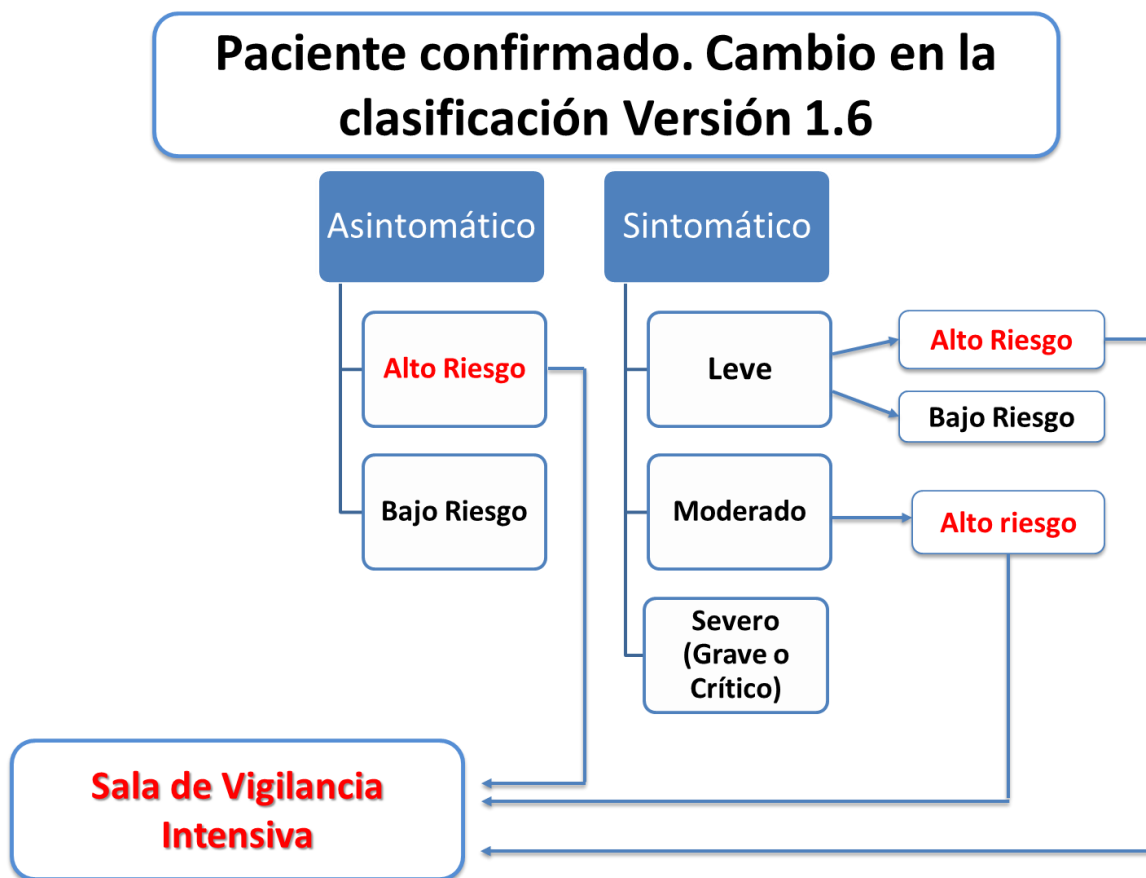 Paciente confirmado. Cambio en la
clasificación Versión 1.6
Asintomático
Sintomático
Alto Riesgo
Bajo Riesgo
Leve
Alto Riesgo
Bajo Riesgo
Moderado
Alto riesgo
Severo
(Grave o
Crítico)
Sala de Vigilancia
Intensiva